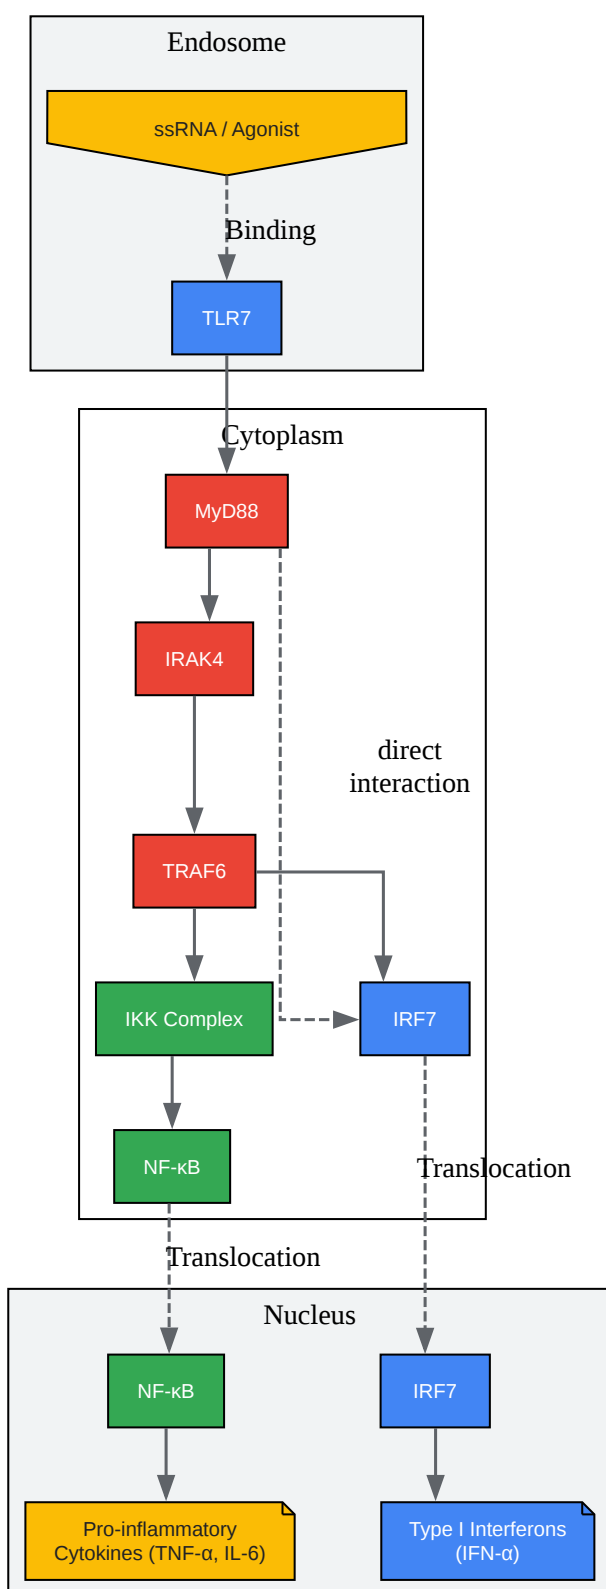 Endosome
ssRNA / Agonist
Binding
TLR7
Cytoplasm
MyD88
IRAK4
direct
interaction
TRAF6
IKK Complex
IRF7
NF-κB
Translocation
Translocation
Nucleus
NF-κB
IRF7
Pro-inflammatory
Cytokines (TNF-α, IL-6)
Type I Interferons
(IFN-α)